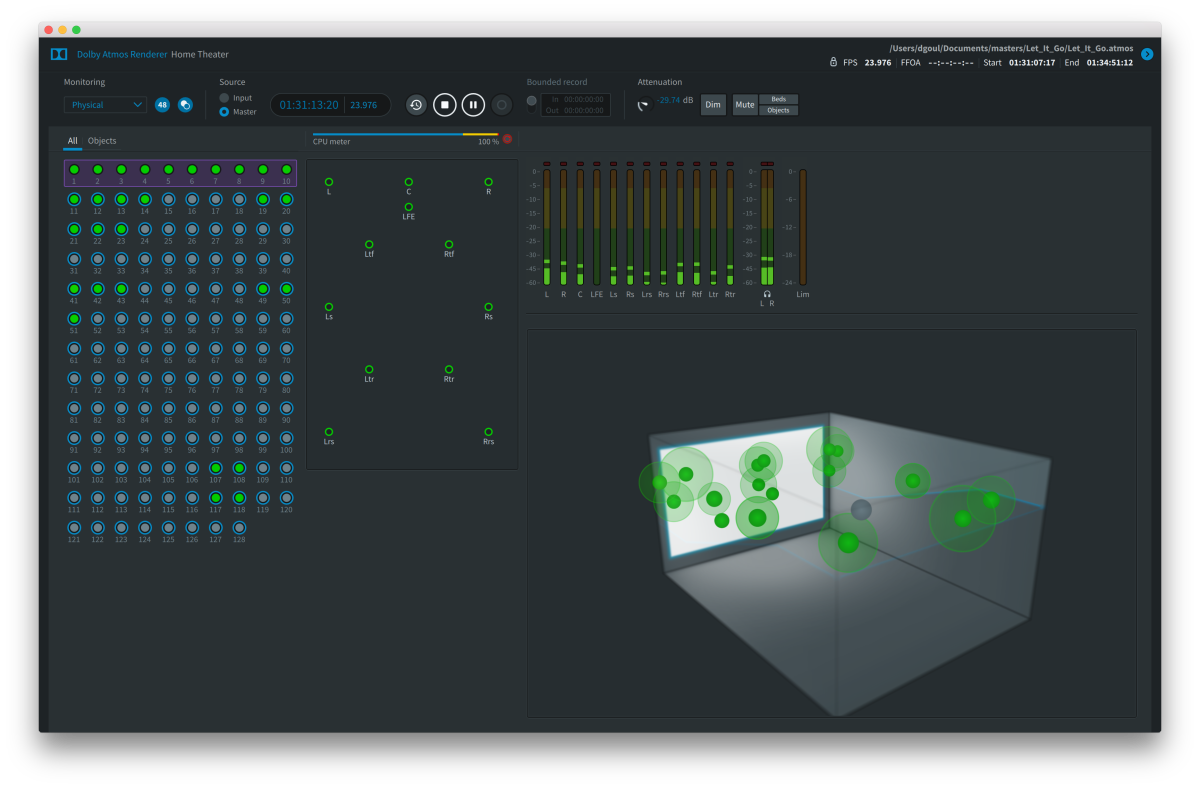 Dolby Atmos Renderer Home Theater
/Users/dgoul/Documents/masters/Let_It_Go/Let_It_Go.atmos
FPS 23.976 FFOA --:--:--:-- Start 01:31:07:17 End 01:34:51:12
Monitoring Source Bounded record Attenuation
Physical 48 Input 01:31:13:20 23.976 In 00:00:00:00 -29.74 dB Dim Mute Beds
Master Out 00:00:00:00 Objects
All Objects
CPU meter 100 %
1 2 3 4 5 6 7 8 9 10
11 12 13 14 15 16 17 18 19 20
21 22 23 24 25 26 27 28 29 30
31 32 33 34 35 36 37 38 39 40
41 42 43 44 45 46 47 48 49 50
51 52 53 54 55 56 57 58 59 60
61 62 63 64 65 66 67 68 69 70
71 72 73 74 75 76 77 78 79 80
81 82 83 84 85 86 87 88 89 90
91 92 93 94 95 96 97 98 99 100
101 102 103 104 105 106 107 108 109 110
111 112 113 114 115 116 117 118 119 120
121 122 123 124 125 126 127 128
L C R
LFE
Ltf Rtf
Ls Rs
Ltr Rtr
Lrs Rrs
0- 0- 0-
-5- -5- -6-
-10- -10-
-15- -15- -12-
-20- -20-
-25- -25-
-30- -30- -18-
-45- -45-
-60- -60- -24-
L R C LFE Ls Rs Lrs Rrs Ltf Rtf Ltr Rtr Lim
L R